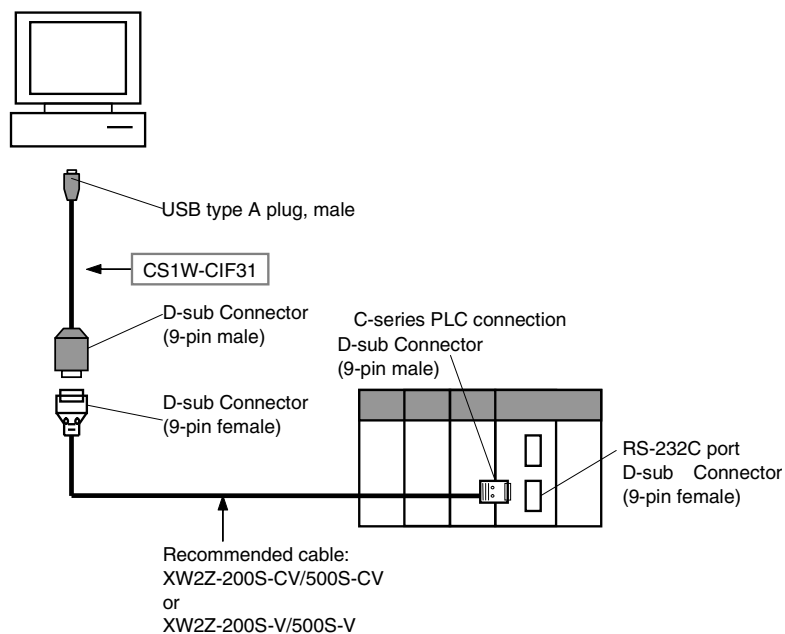 USB type A plug, male
CS1W-CIF31
D-sub Connector
(9-pin male)
C-series PLC connection
D-sub Connector
(9-pin male)
D-sub Connector
(9-pin female)
RS-232C port
D-sub Connector
(9-pin female)
Recommended cable:
XW2Z-200S-CV/500S-CV
or
XW2Z-200S-V/500S-V